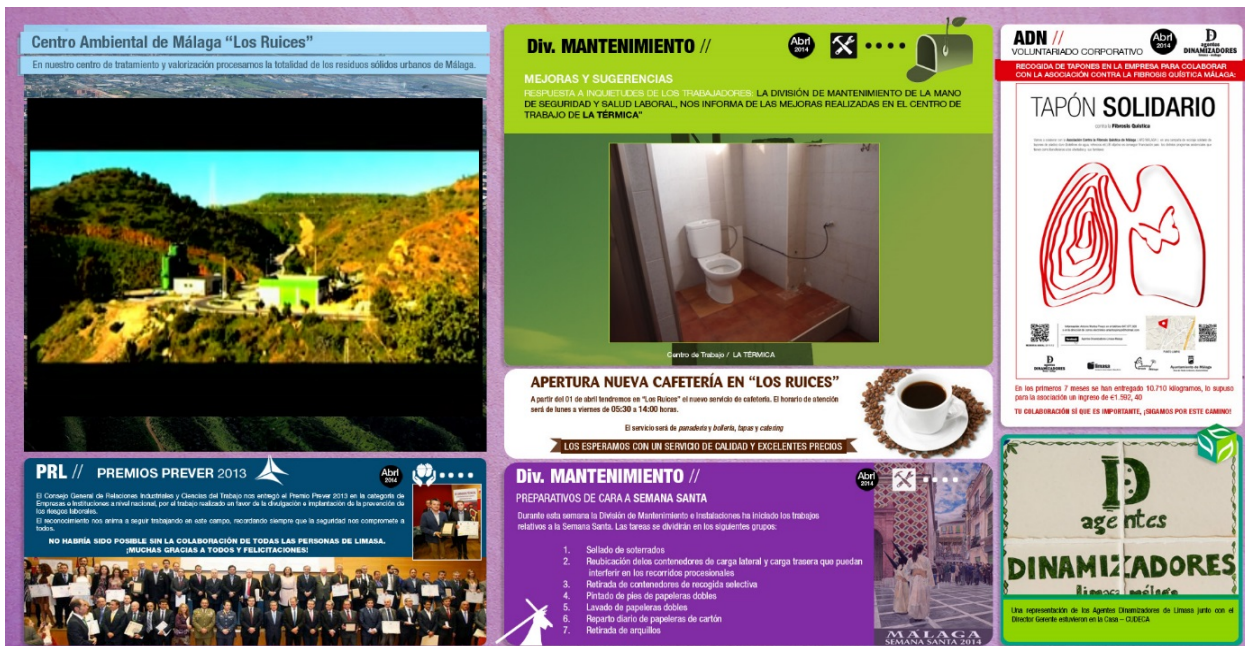 Centro Ambiental de Málaga “Los Ruices”
En nuestro centro de tratamiento y valorización procesamos la totalidad de los residuos sólidos urbanos de Málaga.
PRL // PREMIOS PREVER 2013
Abrl
2014
El Consejo General de Relaciones Industriales y Ciencias del Trabajo nos entregó el Premio Prever 2013 en la categoría de
Empresas e Instituciones a nivel nacional, por el trabajo realizado en favor de la divulgación e implantación de la prevención de
los riesgos laborales.
El reconocimiento nos anima a seguir trabajando en este campo, recordando siempre que la seguridad nos compromete a
todos.
NO HABRÍA SIDO POSIBLE SIN LA COLABORACIÓN DE TODAS LAS PERSONAS DE LIMASA.
¡MUCHAS GRACIAS A TODOS Y FELICITACIONES!
Div. MANTENIMIENTO //
Abrl
2014
MEJORAS Y SUGERENCIAS
RESPUESTA A INQUIETUDES DE LOS TRABAJADORES: LA DIVISIÓN DE MANTENIMIENTO DE LA MANO
DE SEGURIDAD Y SALUD LABORAL, NOS INFORMA DE LAS MEJORAS REALIZADAS EN EL CENTRO DE
TRABAJO DE LA TÉRMICA”
Centro de Trabajo / LA TÉRMICA
APERTURA NUEVA CAFETERÍA EN “LOS RUICES”
A partir del 01 de abril tendremos en “Los Ruices” el nuevo servicio de cafetería. El horario de atención
será de lunes a viernes de 05:30 a 14:00 horas.
El servicio será de panadería y bollería, tapas y catering
LOS ESPERAMOS CON UN SERVICIO DE CALIDAD Y EXCELENTES PRECIOS
Div. MANTENIMIENTO //
Abrl
2014
PREPARATIVOS DE CARA A SEMANA SANTA
Durante esta semana la División de Mantenimiento e Instalaciones ha iniciado los trabajos
relativos a la Semana Santa. Las tareas se dividirán en los siguientes grupos:
1. Sellado de soterrados
2. Reubicación delos contenedores de carga lateral y carga trasera que puedan
interferir en los recorridos procesionales
3. Retirada de contenedores de recogida selectiva
4. Pintado de pies de papeleras dobles
5. Lavado de papeleras dobles
6. Reparto diario de papeleras de cartón
7. Retirada de arquillos
MÁLAGA
SEMANA SANTA 2014
ADN //
VOLUNTARIADO CORPORATIVO
Abrl
2014
D
agentes
DINAMIZADORES
RECOGIDA DE TAPONES EN LA EMPRESA PARA COLABORAR
CON LA ASOCIACIÓN CONTRA LA FIBROSIS QUÍSTICA MÁLAGA:
TAPÓN SOLIDARIO
contra la Fibrosis Quística
D
agentes
DINAMIZADORES
limasa
Ayuntamiento de Málaga
En los primeros 7 meses se han entregado 10.710 kilogramos, lo supuso
para la asociación un ingreso de €1.592, 40
TU COLABORACIÓN SÍ QUE ES IMPORTANTE, ¡SIGAMOS POR ESTE CAMINO!
D
agentes
DINAMIZADORES
limasa málaga
Una representación de los Agentes Dinamizadores de Limasa junto con el
Director Gerente estuvieron en la Casa – CUDECA